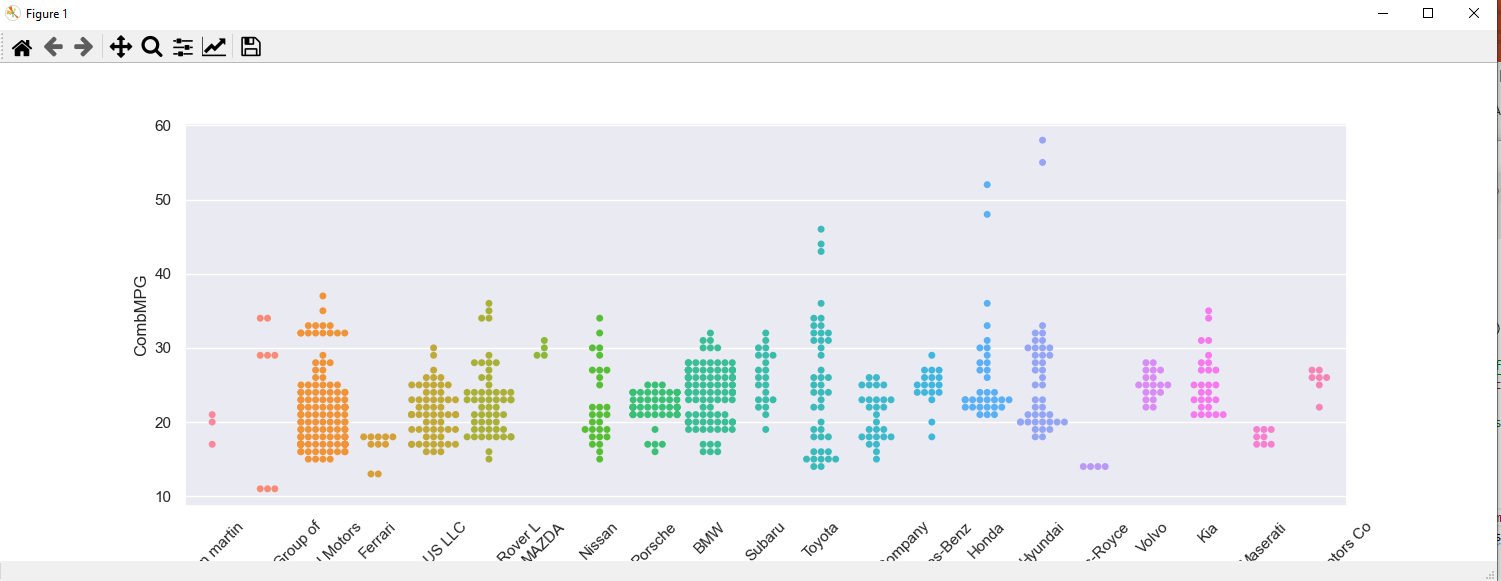 Figure 1
60
50
40
30
20
10
CombMPG
n martin
Group of
l Motors
Ferrari
US LLC
Rover L
MAZDA
Nissan
Porsche
BMW
Subaru
Toyota
ompany
es-Benz
Honda
Hyundai
-Royce
Volvo
Kia
Maserati
otors Co